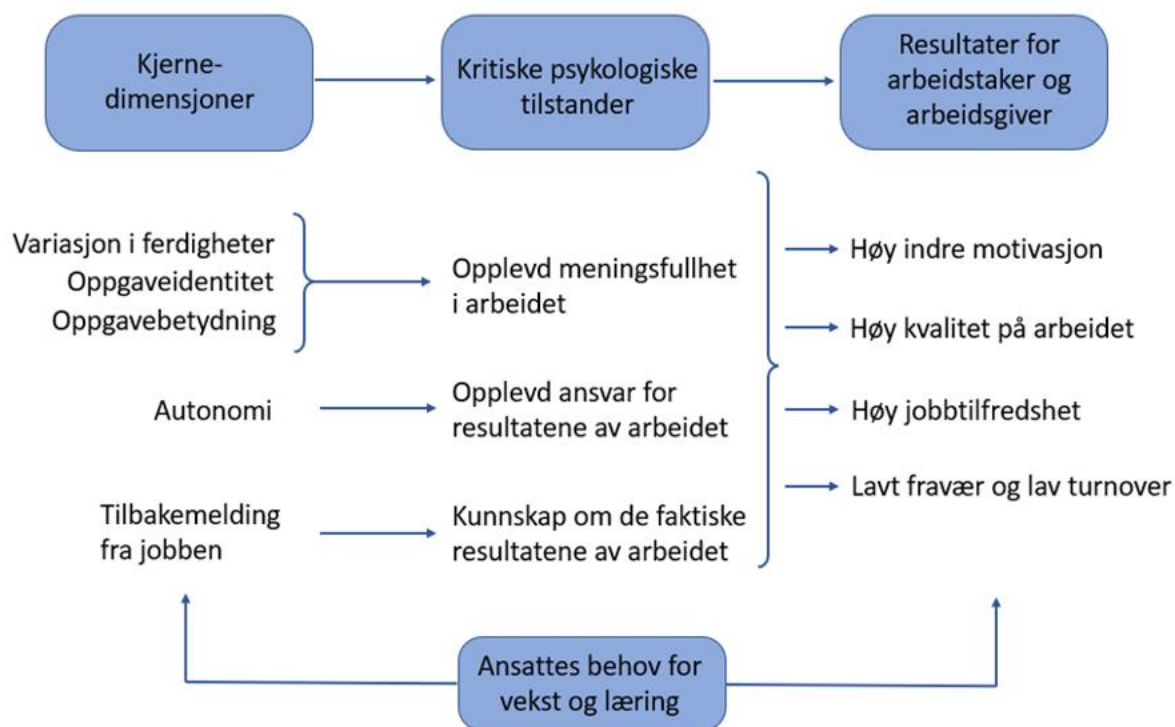 Kjerne-
dimensjoner
Kritiske psykologiske
tilstander
Resultater for
arbeidstaker og
arbeidsgiver
Variasjon i ferdigheter
Oppgaveidentitet
Oppgavebetydning
Opplevd meningsfullhet
i arbeidet
Autonomi
Opplevd ansvar for
resultatene av arbeidet
Tilbakemelding
fra jobben
Kunnskap om de faktiske
resultatene av arbeidet
Høy indre motivasjon
Høy kvalitet på arbeidet
Høy jobbtilfredshet
Lavt fravær og lav turnover
Ansattes behov for
vekst og læring